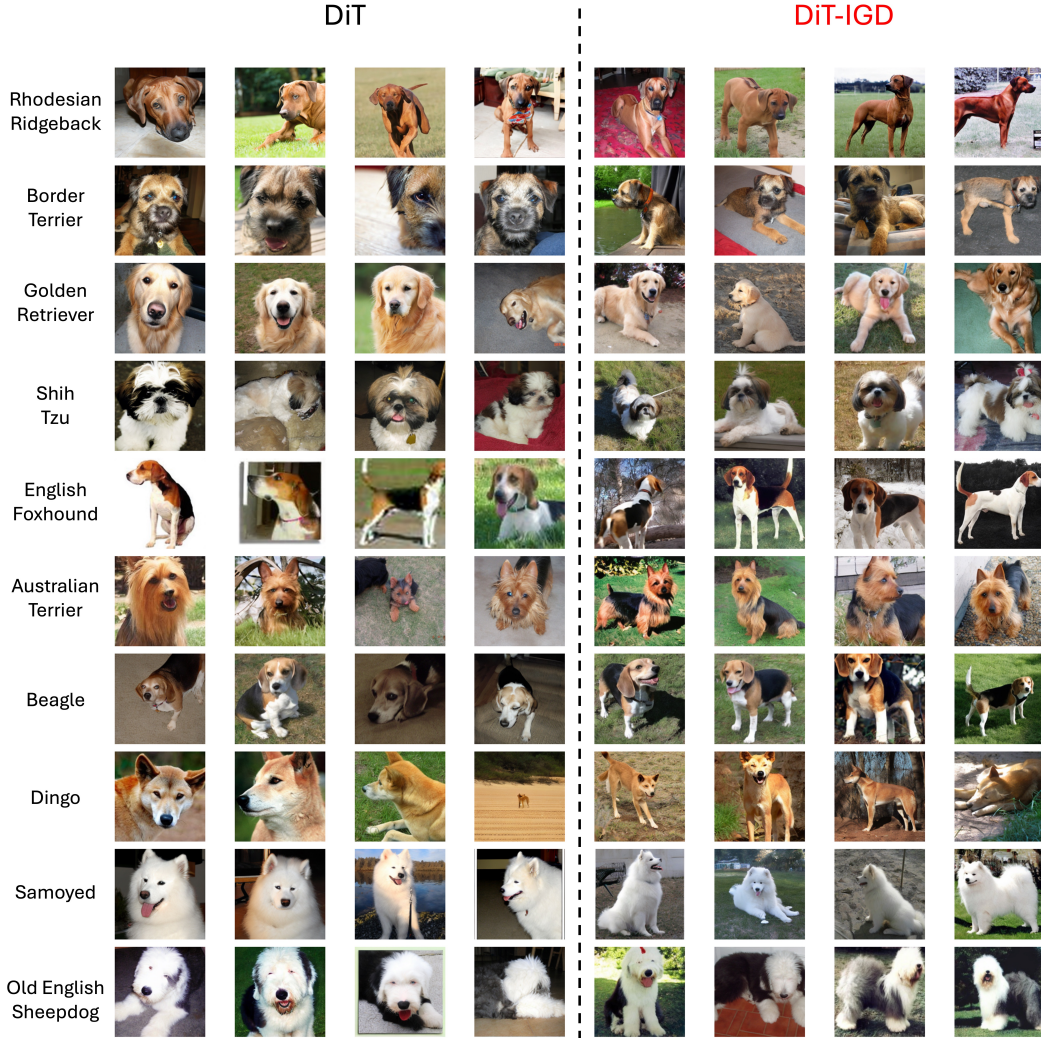 DiT
DiT-IGD
Rhodesian
Ridgeback
Border
Terrier
Golden
Retriever
Shih
Tzu
English
Foxhound
Australian
Terrier
Beagle
Dingo
Samoyed
Old English
Sheepdog